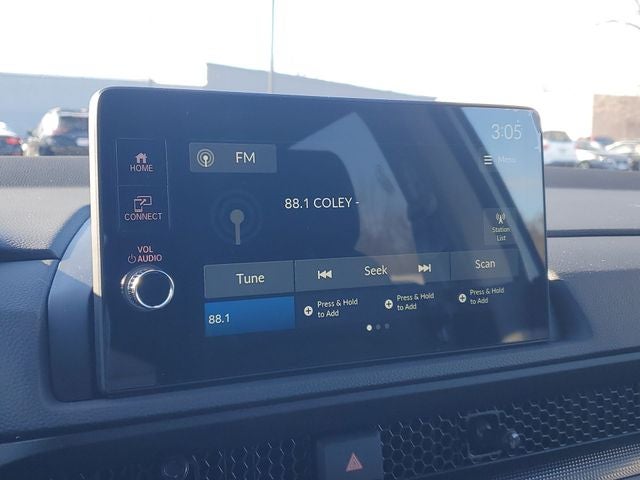 3:05
HOME
FM
Menu
CONNECT
88.1 COLEY -
Station
List
VOL
AUDIO
Tune
Seek
Scan
88.1
Press & Hold
to Add
Press & Hold
to Add
Press & Hold
to Add